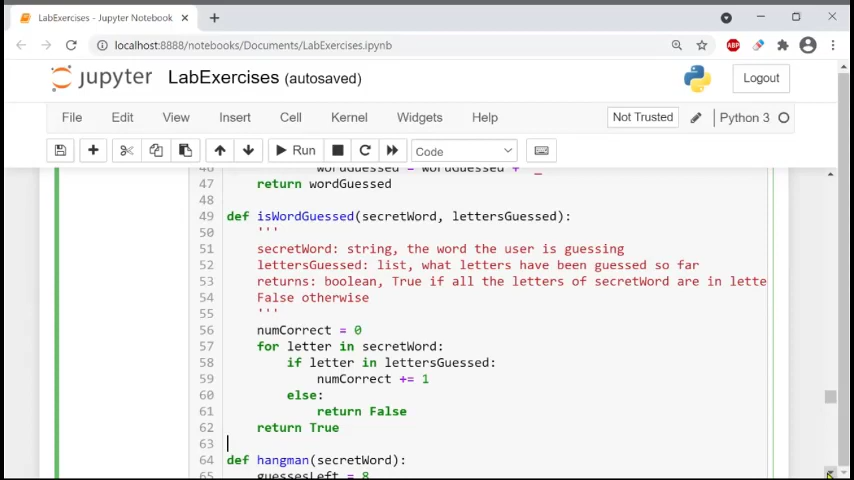 LabExercises - Jupyter Notebook
localhost:8888/notebooks/Documents/LabExercises.ipynb
ABP
jupyter LabExercises (autosaved)
Logout
File Edit View Insert Cell Kernel Widgets Help
Not Trusted
Python 3
Run
Code
46 wordGuessed = wordGuessed + '_
47 return wordGuessed
48
49 def isWordGuessed(secretWord, lettersGuessed):
50 '''
51 secretWord: string, the word the user is guessing
52 lettersGuessed: list, what letters have been guessed so far
53 returns: boolean, True if all the letters of secretWord are in lette
54 False otherwise
55 '''
56 numCorrect = 0
57 for letter in secretWord:
58 if letter in lettersGuessed:
59 numCorrect += 1
60 else:
61 return False
62 return True
63
64 def hangman(secretWord):
65 guessesLeft = 8